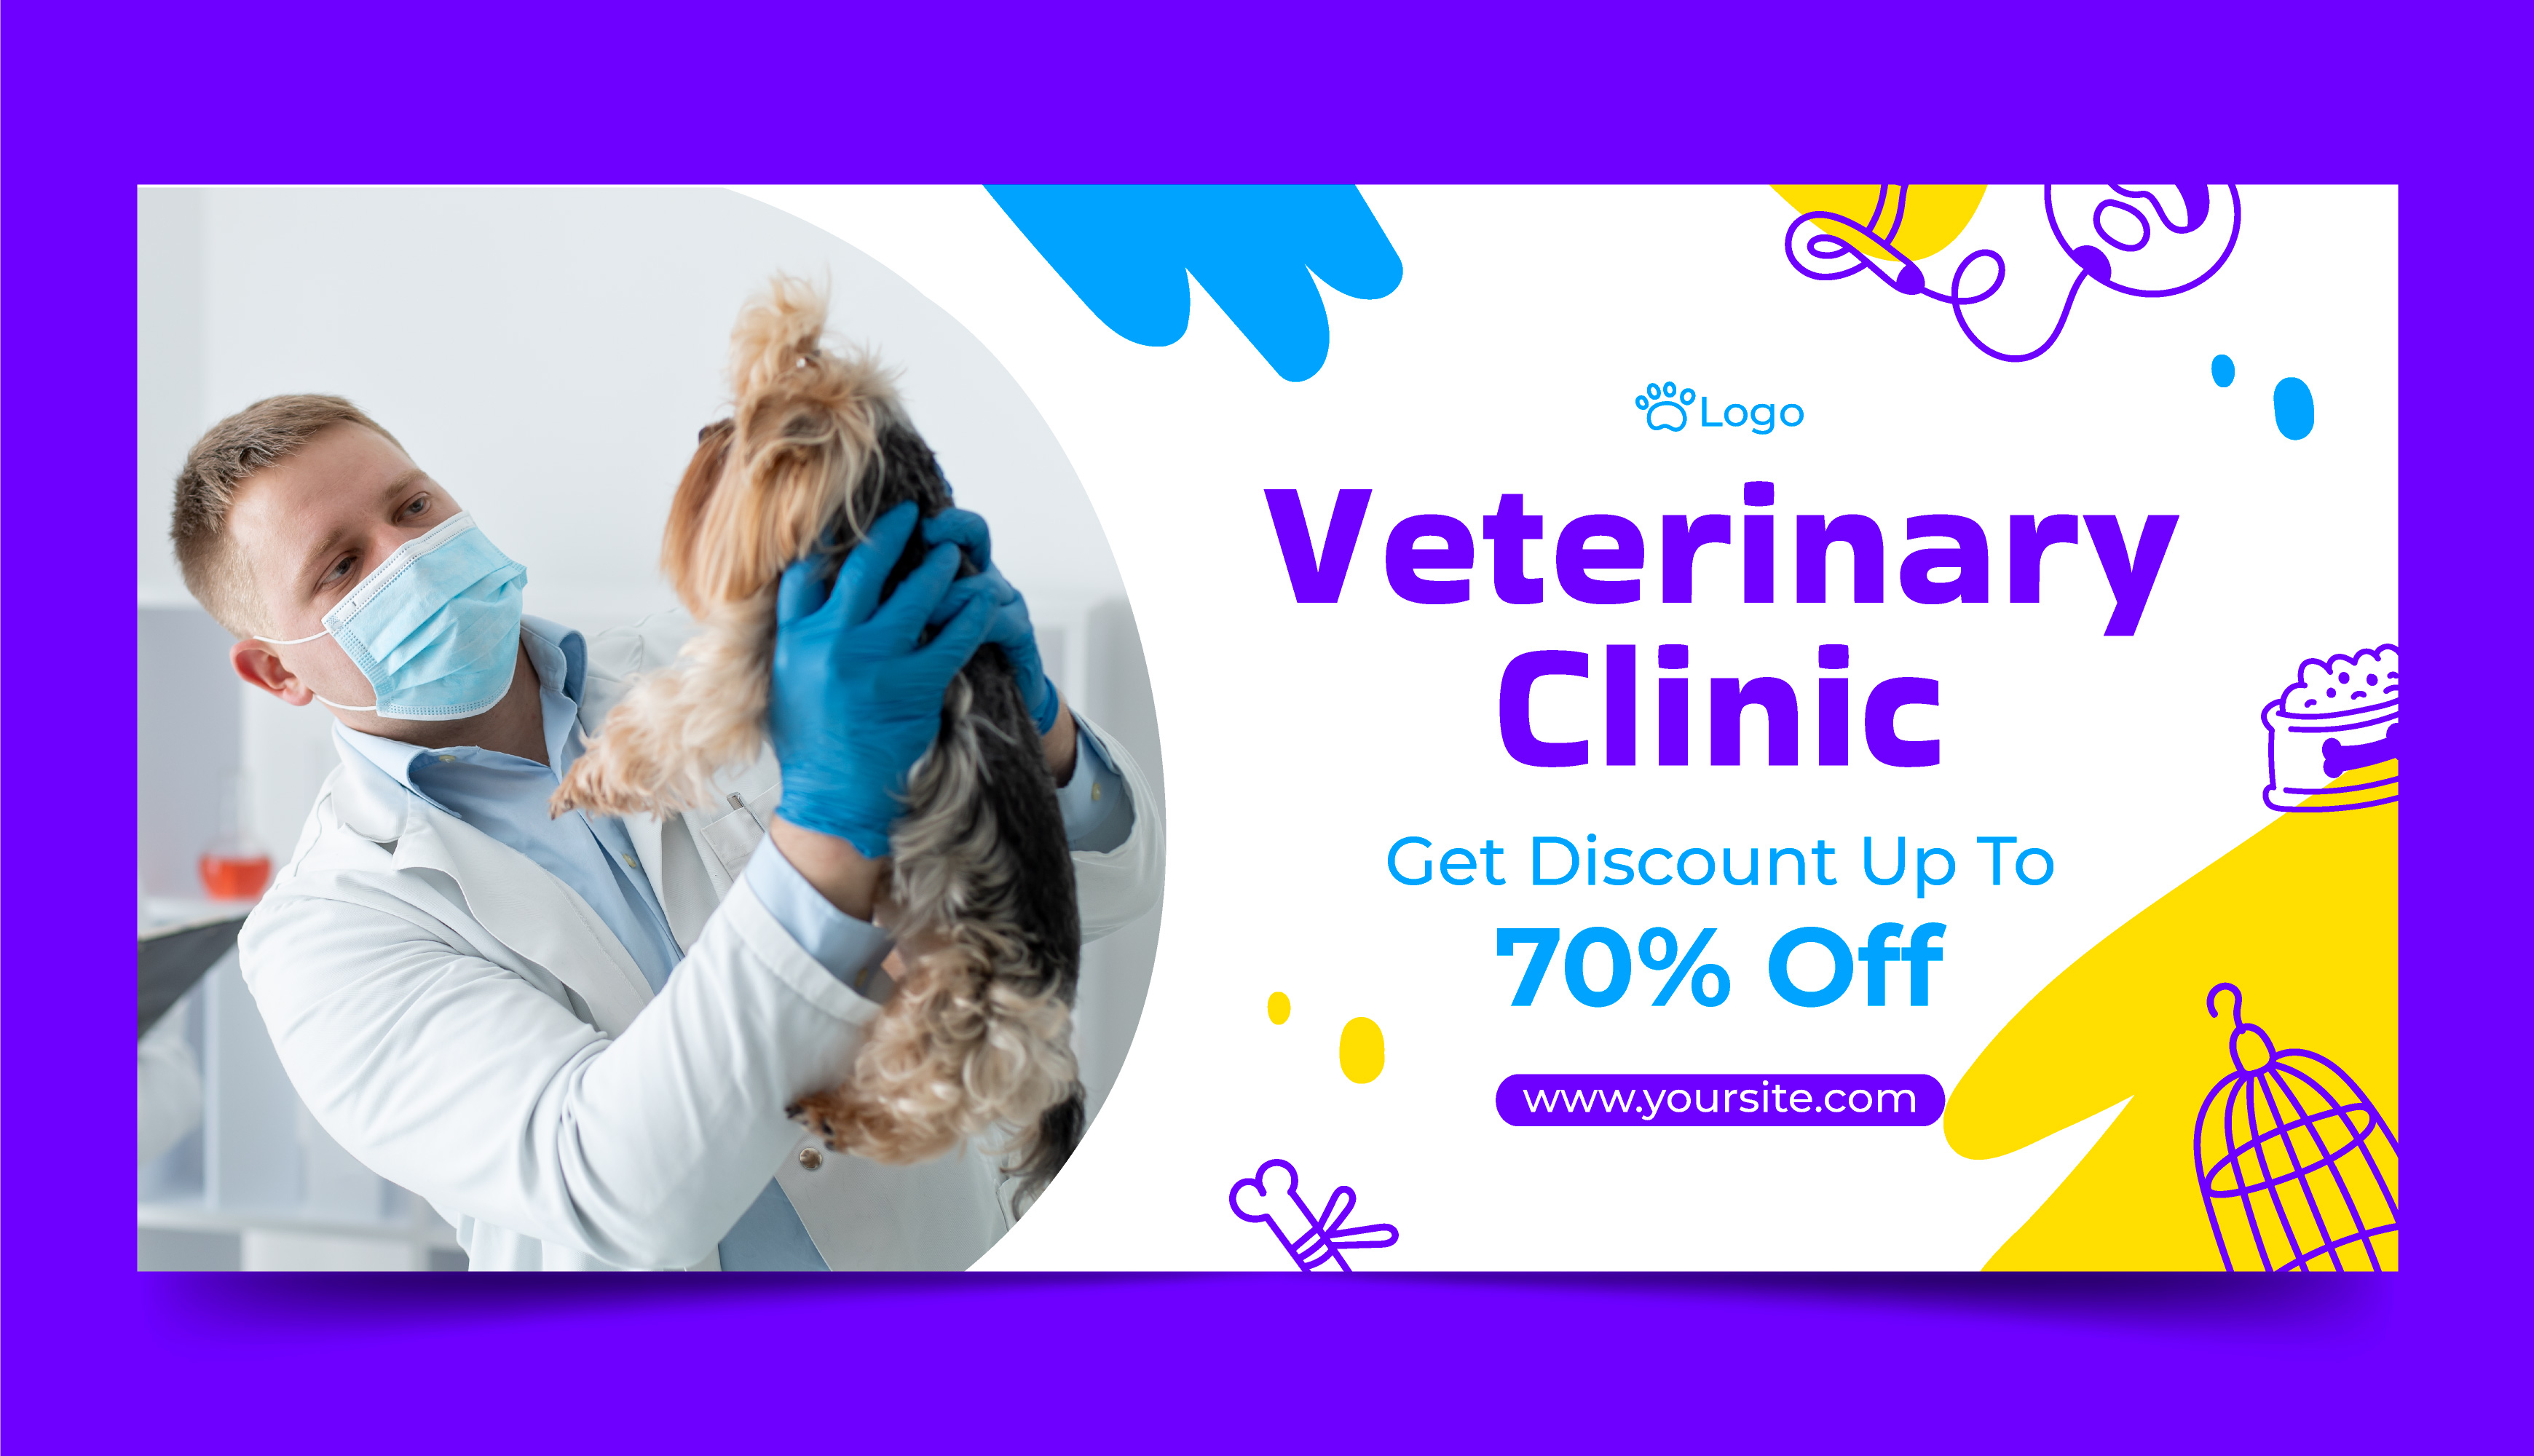 Logo
Veterinary
Clinic
Get Discount Up To
70% Off
www.yoursite.com